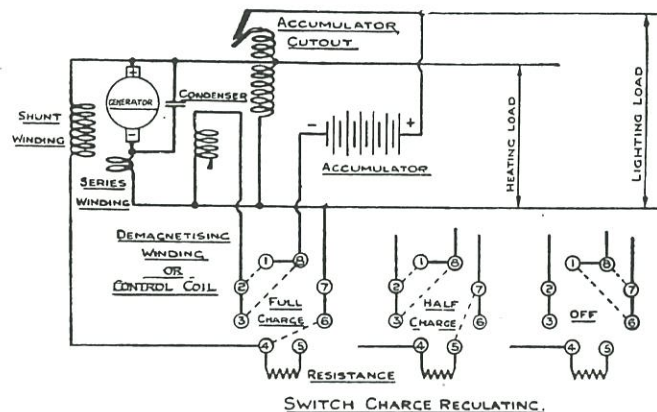 ACCUMULATOR
CUTOUT
+
GENERATOR
-
CONDENSER
SHUNT
WINDING
SERIES
WINDING
- +
ACCUMULATOR
HEATING LOAD
LIGHTING LOAD
DEMAGNETISING
WINDING
OR
CONTROL COIL
1 8
2 7
3 6
FULL
CHARGE
4 5
1 8
2 7
3 6
HALF
CHARGE
4 5
1 8
2 7
3 6
OFF
4 5
RESISTANCE
SWITCH CHARGE REGULATING.